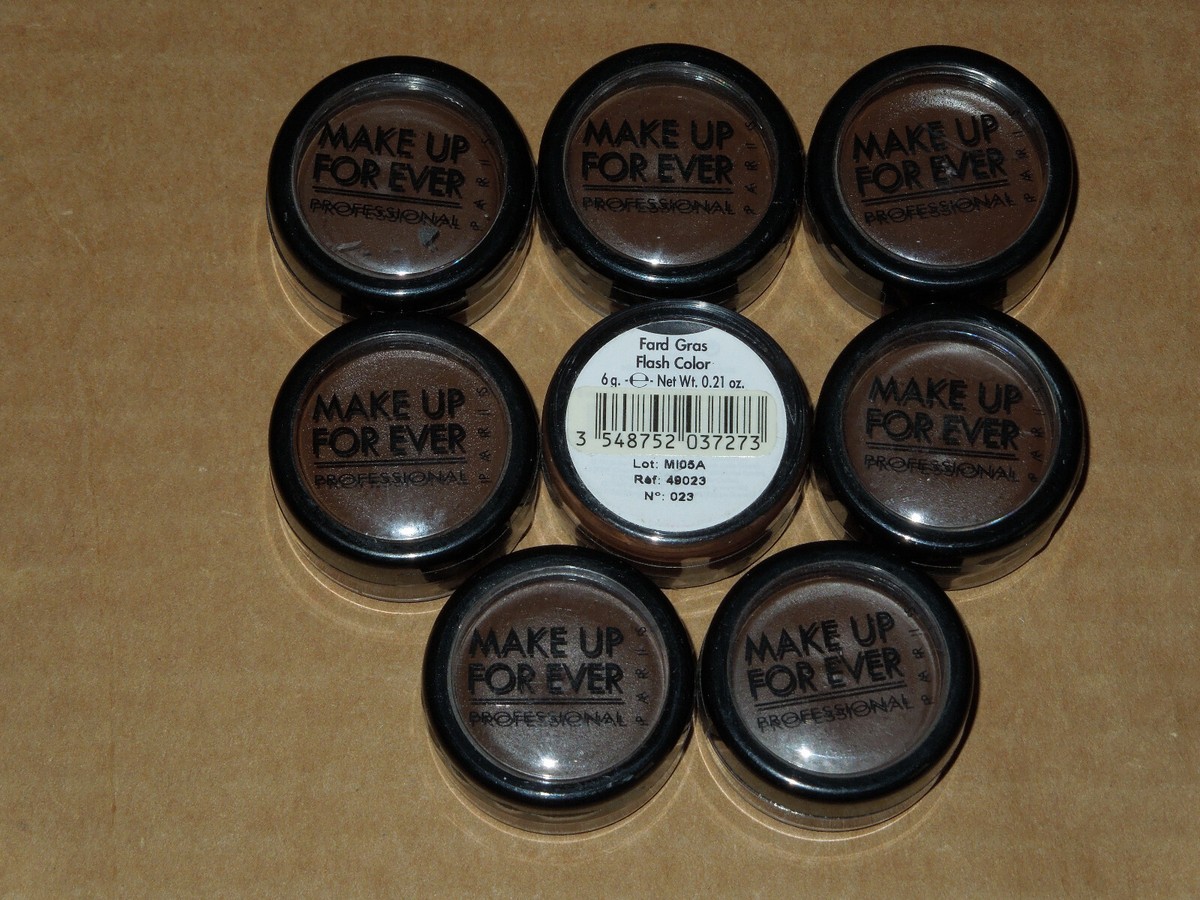 MAKE UP
FOR EVER
PROFESSIONAL
PARIS
MAKE UP
FOR EVER
PROFESSIONAL
PARIS
MAKE UP
FOR EVER
PROFESSIONAL
PARIS
MAKE UP
FOR EVER
PROFESSIONAL
PARIS
Fard Gras
Flash Color
6 g. -℮- Net Wt. 0.21 oz.
3 548752 037273
Lot: MI05A
Réf: 49023
N°: 023
MAKE UP
FOR EVER
PROFESSIONAL
PARIS
MAKE UP
FOR EVER
PROFESSIONAL
PARIS
MAKE UP
FOR EVER
PROFESSIONAL
PARIS